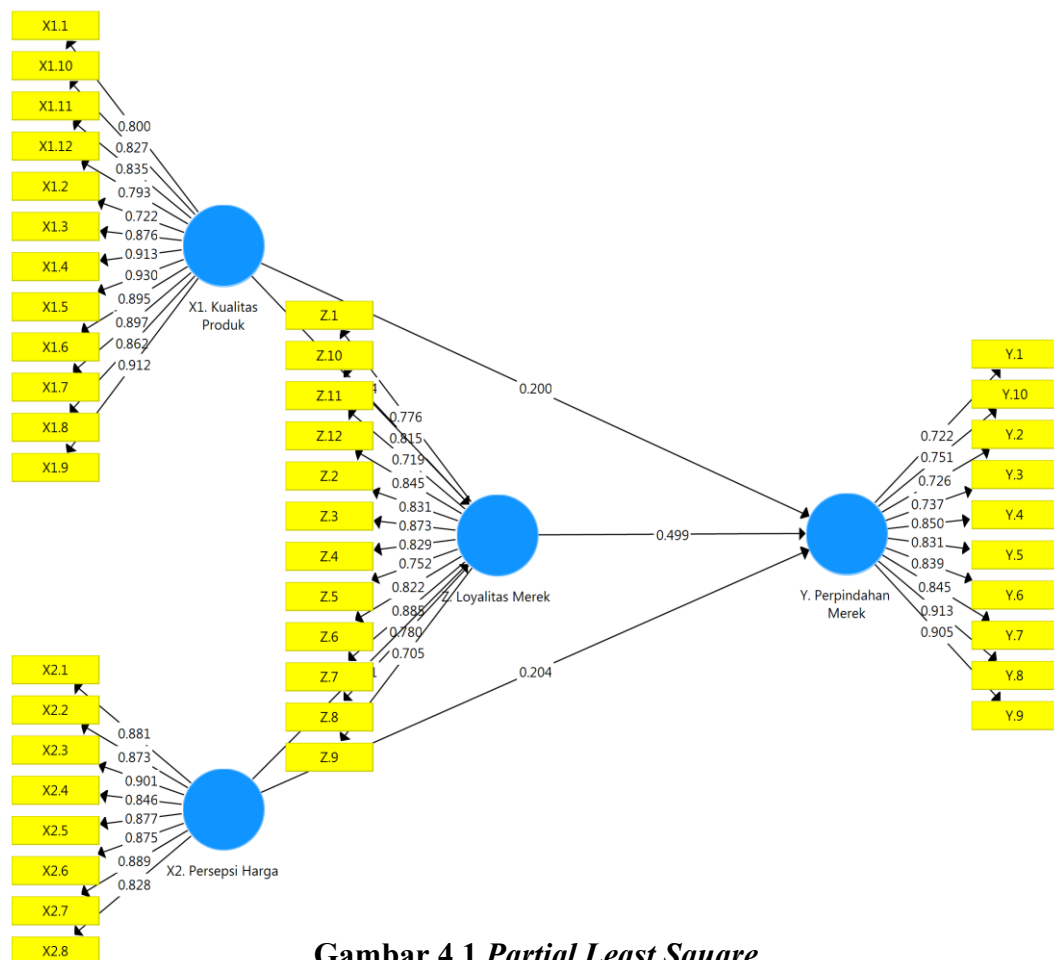 X1.1
X1.10
X1.11
X1.12
X1.2
X1.3
X1.4
X1.5
X1.6
X1.7
X1.8
X1.9
0.800
0.827
0.835
0.793
0.722
0.876
0.913
0.930
0.895
0.897
0.862
0.912
X1. Kualitas
Produk
Z.1
Z.10
Z.11
Z.12
Z.2
Z.3
Z.4
Z.5
Z.6
Z.7
Z.8
Z.9
0.776
0.815
0.719
0.845
0.831
0.873
0.829
0.752
0.822
0.885
0.780
0.705
Z. Loyalitas Merek
0.200
0.499
0.204
Y. Perpindahan
Merek
0.722
0.751
0.726
0.737
0.850
0.831
0.839
0.845
0.913
0.905
Y.1
Y.10
Y.2
Y.3
Y.4
Y.5
Y.6
Y.7
Y.8
Y.9
X2.1
X2.2
X2.3
X2.4
X2.5
X2.6
X2.7
X2.8
0.881
0.873
0.901
0.846
0.877
0.875
0.889
0.828
X2. Persepsi Harga
Gambar 4.1 Partial Least Square